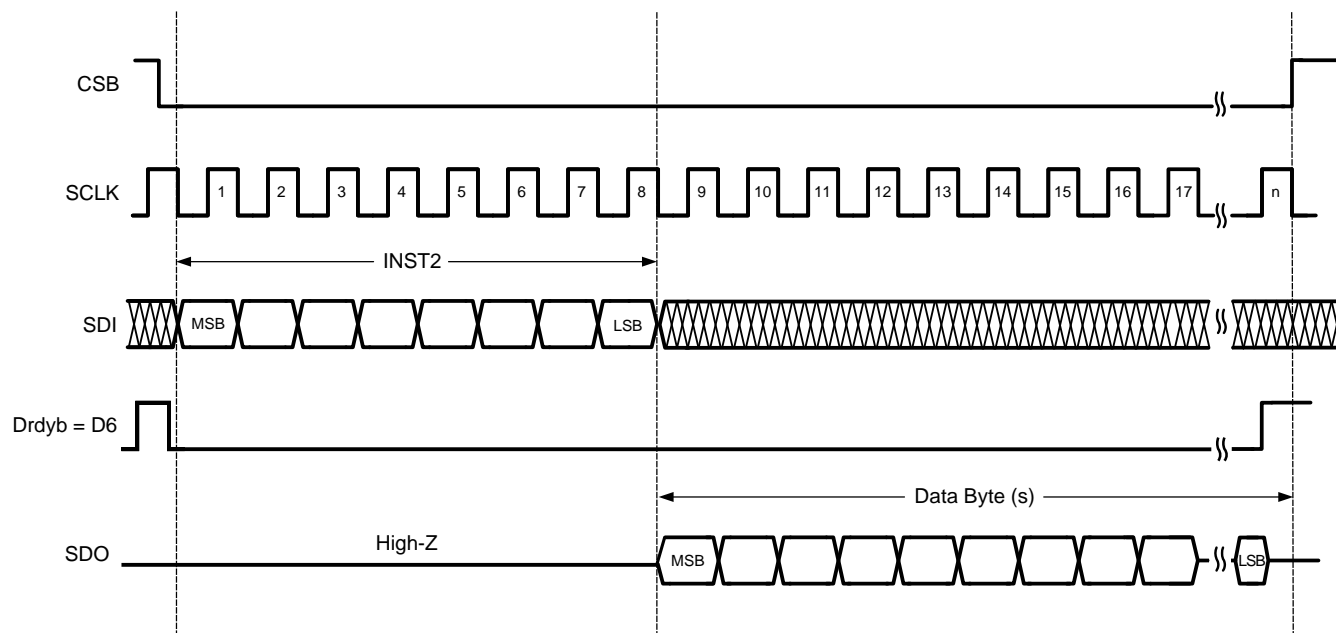 CSB
SCLK
1 2 3 4 5 6 7 8 9 10 11 12 13 14 15 16 17 n
INST2
SDI
MSB LSB
Drdyb = D6
Data Byte (s)
High-Z
SDO
MSB LSB